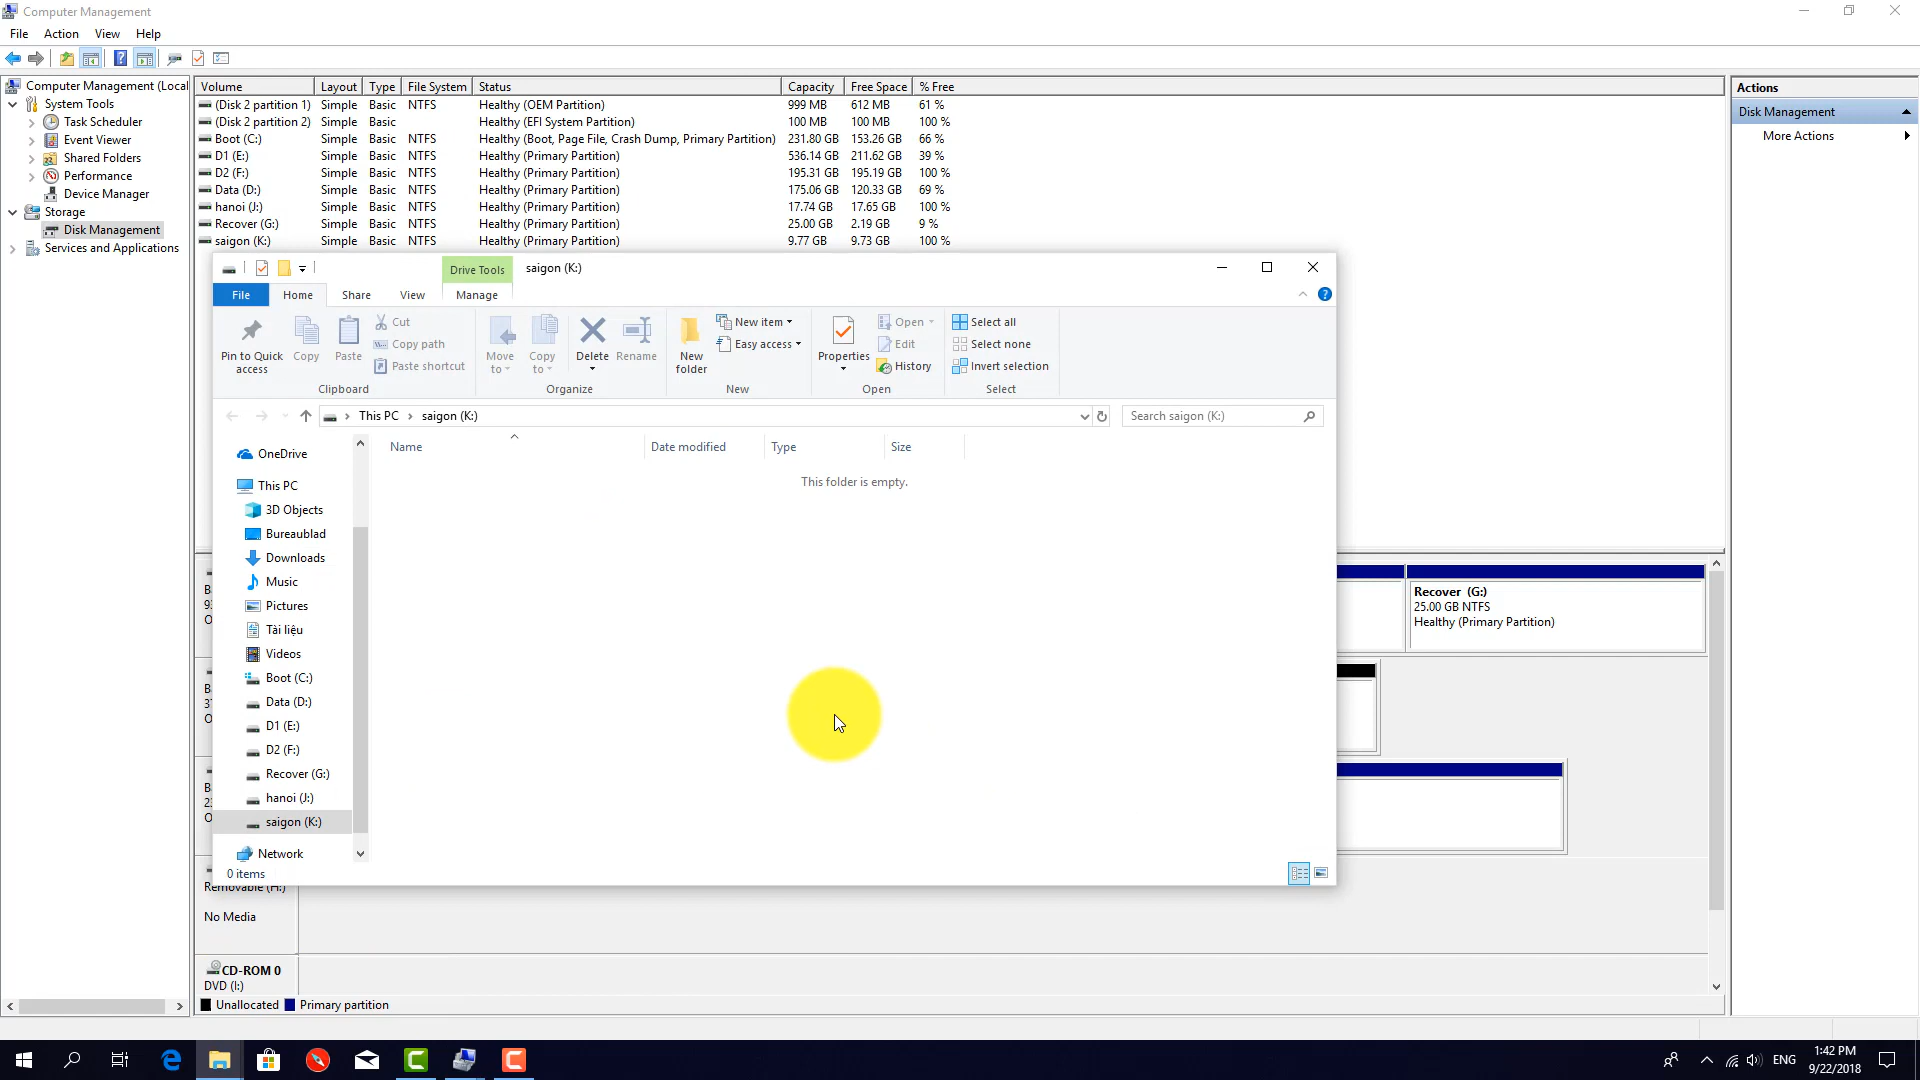 Computer Management
File Action View Help
Computer Management (Local
System Tools
Task Scheduler
Event Viewer
Shared Folders
Performance
Device Manager
Storage
Disk Management
Services and Applications
Volume Layout Type File System Status Capacity Free Space % Free
(Disk 2 partition 1) Simple Basic NTFS Healthy (OEM Partition) 999 MB 612 MB 61 %
(Disk 2 partition 2) Simple Basic Healthy (EFI System Partition) 100 MB 100 MB 100 %
Boot (C:) Simple Basic NTFS Healthy (Boot, Page File, Crash Dump, Primary Partition) 231.80 GB 153.26 GB 66 %
D1 (E:) Simple Basic NTFS Healthy (Primary Partition) 536.14 GB 211.62 GB 39 %
D2 (F:) Simple Basic NTFS Healthy (Primary Partition) 195.31 GB 195.19 GB 100 %
Data (D:) Simple Basic NTFS Healthy (Primary Partition) 175.06 GB 120.33 GB 69 %
hanoi (J:) Simple Basic NTFS Healthy (Primary Partition) 17.74 GB 17.65 GB 100 %
Recover (G:) Simple Basic NTFS Healthy (Primary Partition) 25.00 GB 2.19 GB 9 %
saigon (K:) Simple Basic NTFS Healthy (Primary Partition) 9.77 GB 9.73 GB 100 %
Actions
Disk Management
More Actions
Drive Tools saigon (K:)
File Home Share View Manage
Pin to Quick access
Copy
Paste
Cut
Copy path
Paste shortcut
Clipboard
Move to
Copy to
Delete
Rename
Organize
New folder
New item
Easy access
New
Properties
Open
Edit
History
Open
Select all
Select none
Invert selection
Select
This PC saigon (K:)
Search saigon (K:)
Name Date modified Type Size
This folder is empty.
OneDrive
This PC
3D Objects
Bureaublad
Downloads
Music
Pictures
Tài liệu
Videos
Boot (C:)
Data (D:)
D1 (E:)
D2 (F:)
Recover (G:)
hanoi (J:)
saigon (K:)
Network
0 items
Recover (G:)
25.00 GB NTFS
Healthy (Primary Partition)
Removable (H:)
No Media
CD-ROM 0
DVD (I:)
Unallocated Primary partition
ENG
1:42 PM
9/22/2018